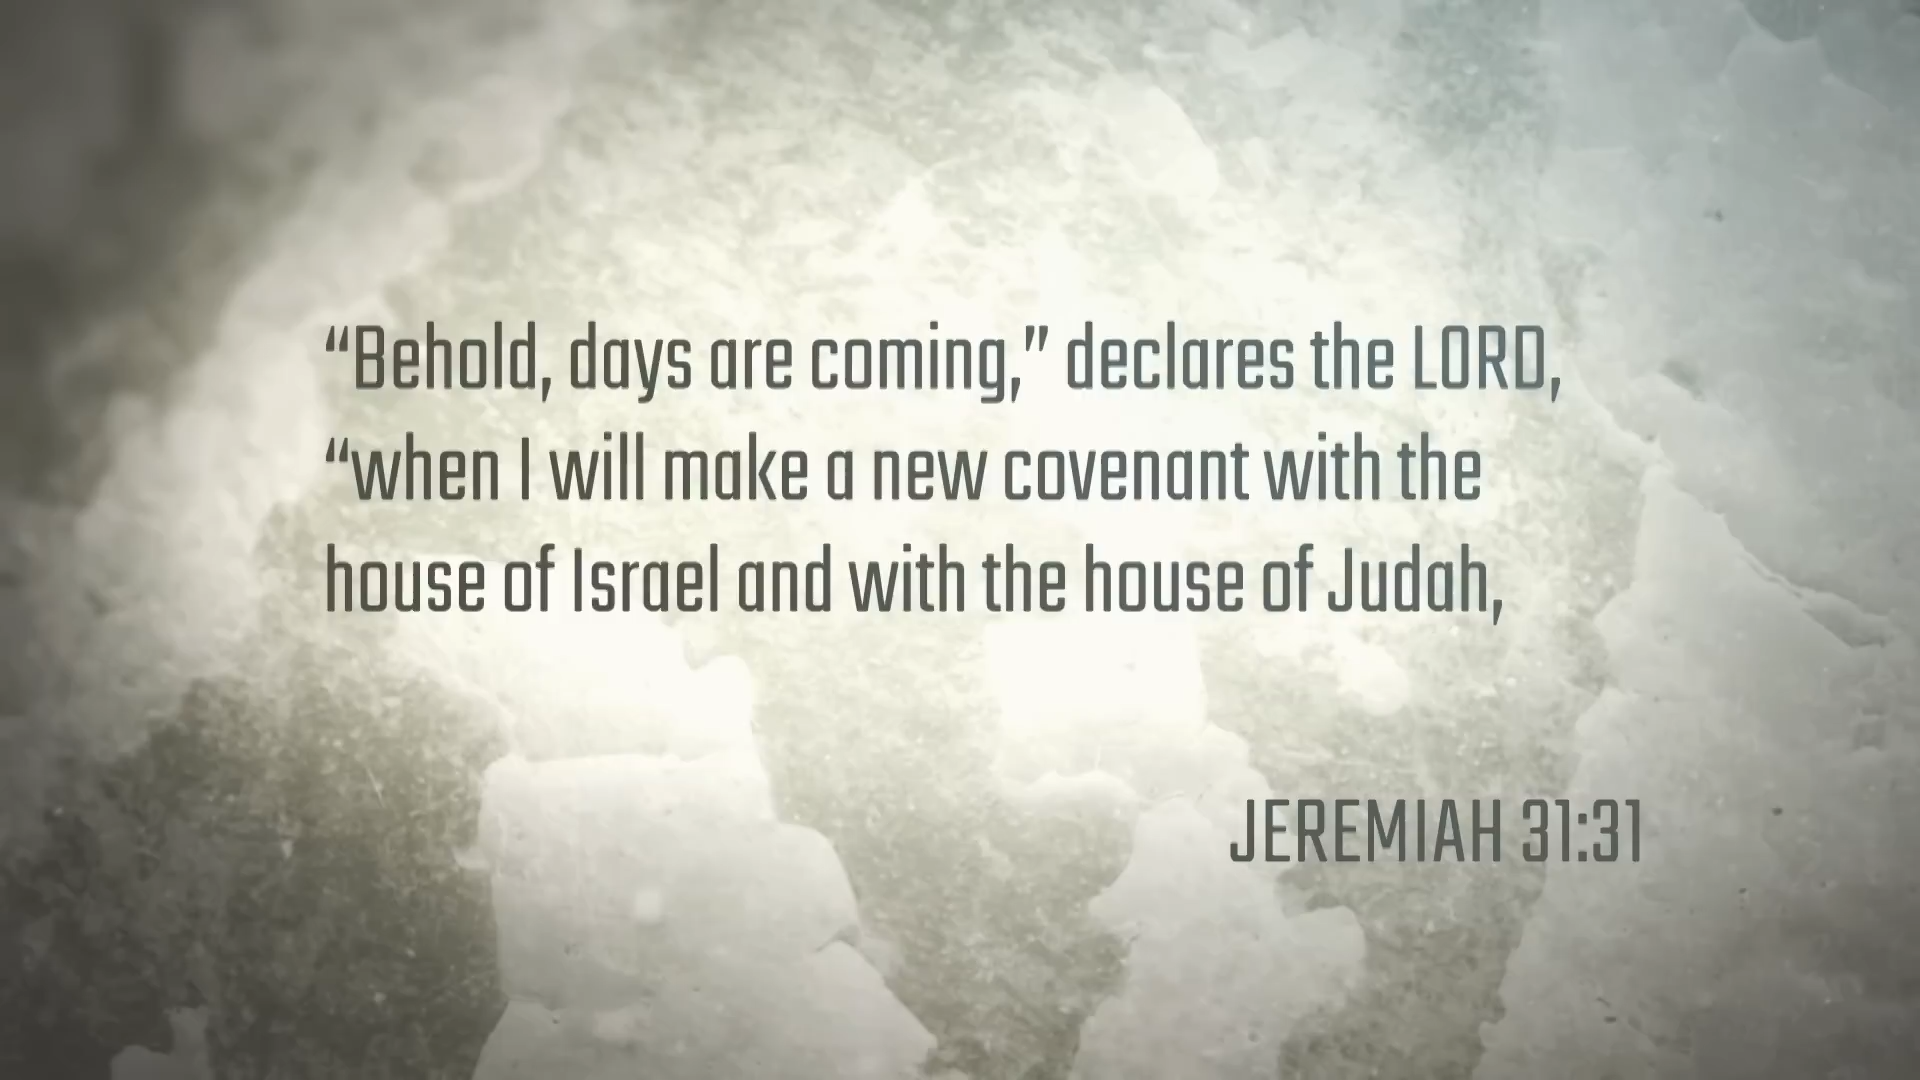 “Behold, days are coming,” declares the LORD,
“when I will make a new covenant with the
house of Israel and with the house of Judah,
JEREMIAH 31:31